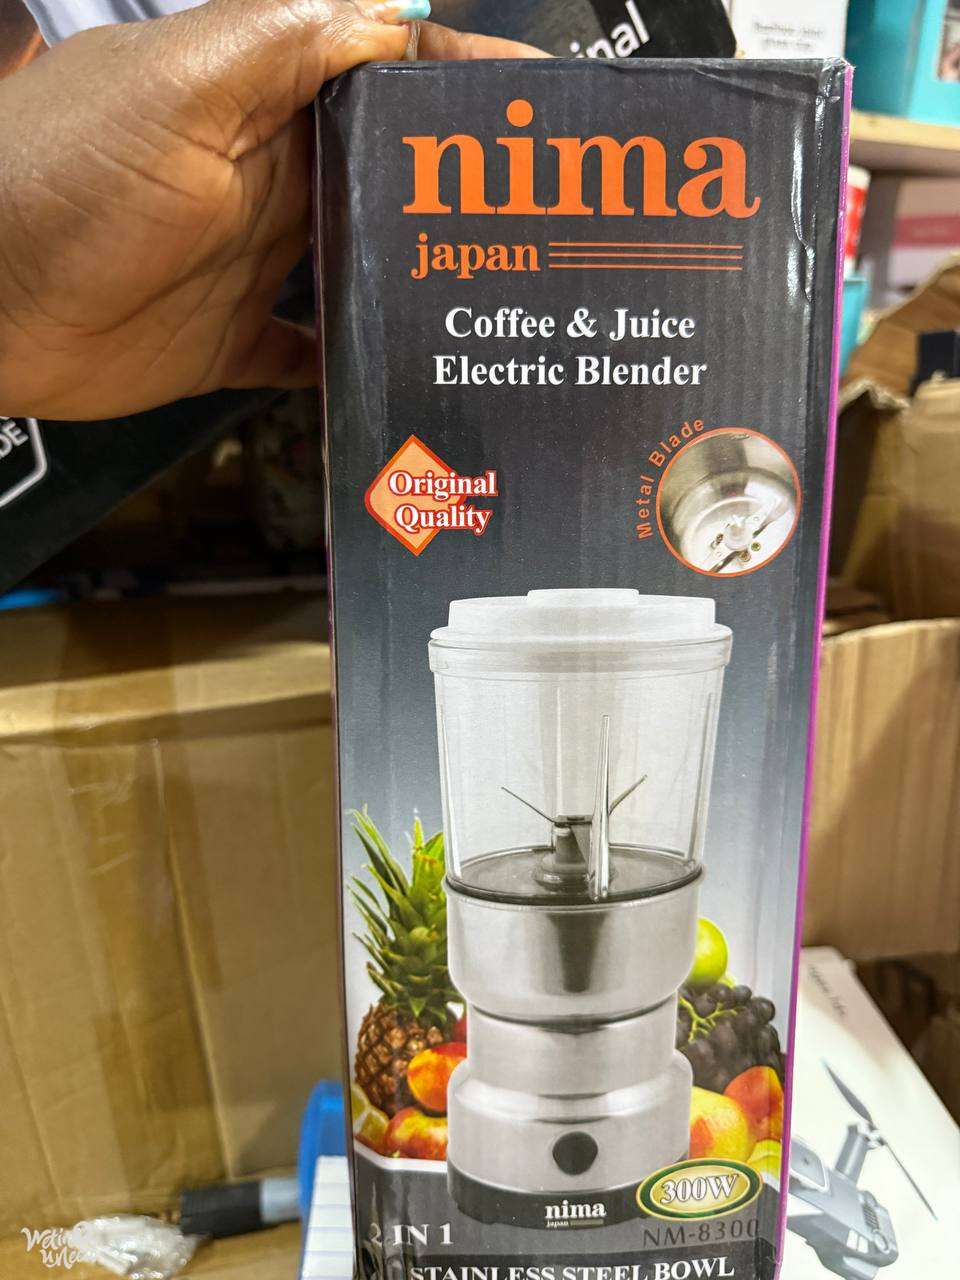 inal
nima
japan
Coffee & Juice
Electric Blender
Metal Blade
Original
Quality
300W
nima
japan
2 IN 1
NM-8300
STAINLESS STEEL BOWL